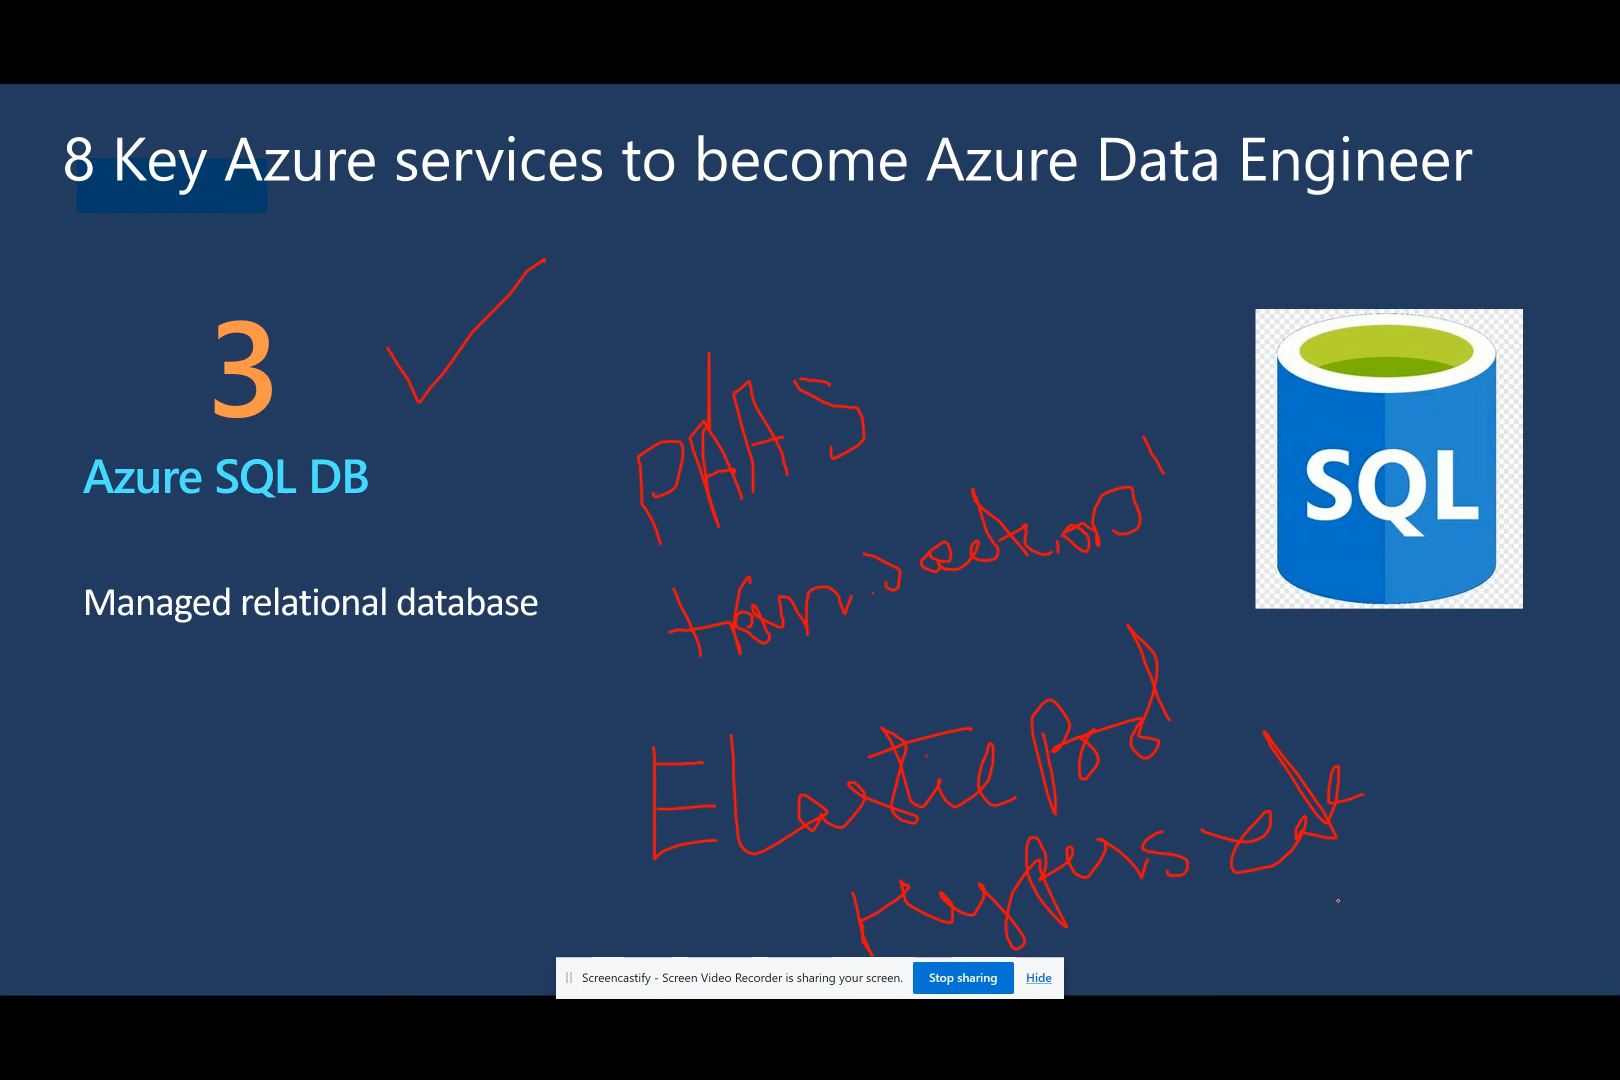 8 Key Azure services to become Azure Data Engineer
3
Azure SQL DB
Managed relational database
PAAS
transactional
Elastic Pool
Hyperscale
SQL
Screencastify - Screen Video Recorder is sharing your screen.
Stop sharing
Hide